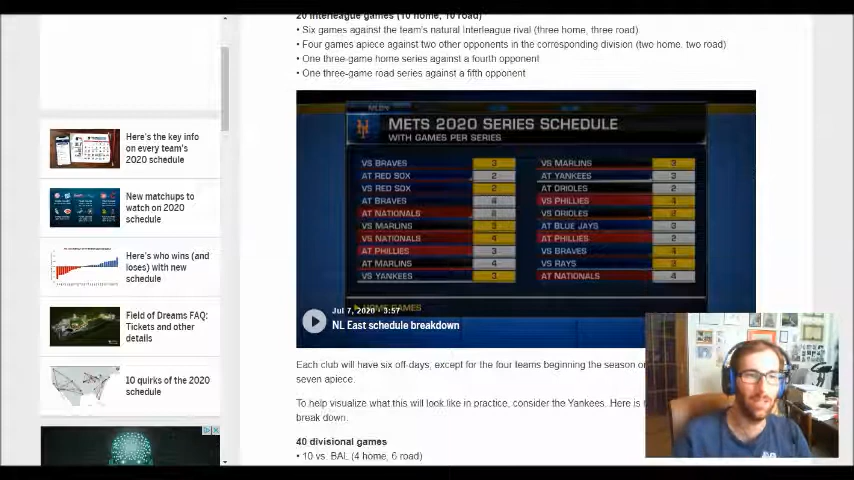 20 Interleague games (10 home, 10 road)
• Six games against the team's natural Interleague rival (three home, three road)
• Four games apiece against two other opponents in the corresponding division (two home, two road)
• One three-game home series against a fourth opponent
• One three-game road series against a fifth opponent
Here's the key info
on every team's
2020 schedule
New matchups to
watch on 2020
schedule
Here's who wins (and
loses) with new
schedule
Field of Dreams FAQ:
Tickets and other
details
10 quirks of the 2020
schedule
METS 2020 SERIES SCHEDULE
WITH GAMES PER SERIES
VS BRAVES 3
AT RED SOX 2
VS RED SOX 2
AT BRAVES
AT NATIONALS
VS MARLINS
VS NATIONALS
AT PHILLIES 3
AT MARLINS 4
VS YANKEES 3
VS MARLINS 3
AT YANKEES 3
AT ORIOLES 2
VS PHILLIES 4
VS ORIOLES
AT BLUE JAYS 3
AT PHILLIES 2
VS BRAVES
VS RAYS
AT NATIONALS 4
HOME GAMES
Jul 7, 2020 · 3:57
NL East schedule breakdown
Each club will have six off-days, except for the four teams beginning the season
seven apiece.
To help visualize what this will look like in practice, consider the Yankees. Here is
break down.
40 divisional games
• 10 vs. BAL (4 home, 6 road)